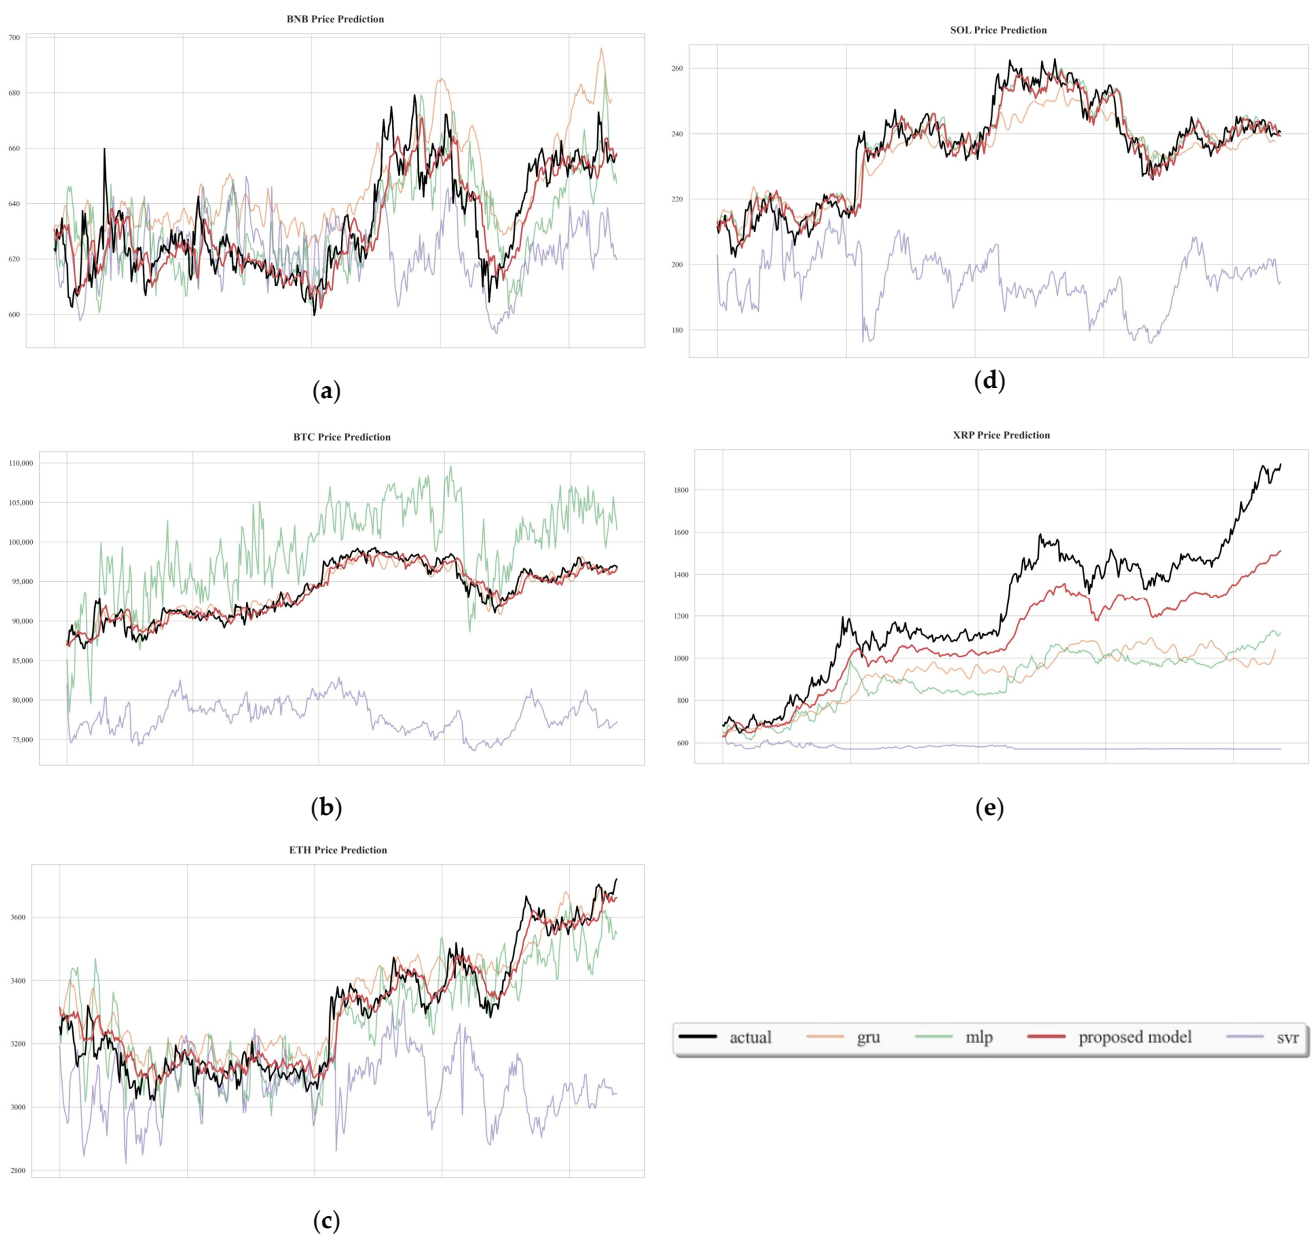 BNB Price Prediction
700
680
660
640
620
600
(a)
SOL Price Prediction
260
240
220
200
180
(d)
BTC Price Prediction
110,000
105,000
100,000
95,000
90,000
85,000
80,000
75,000
(b)
XRP Price Prediction
1800
1600
1400
1200
1000
800
600
(e)
ETH Price Prediction
3600
3400
3200
3000
2800
(c)
actual gru mlp proposed model svr